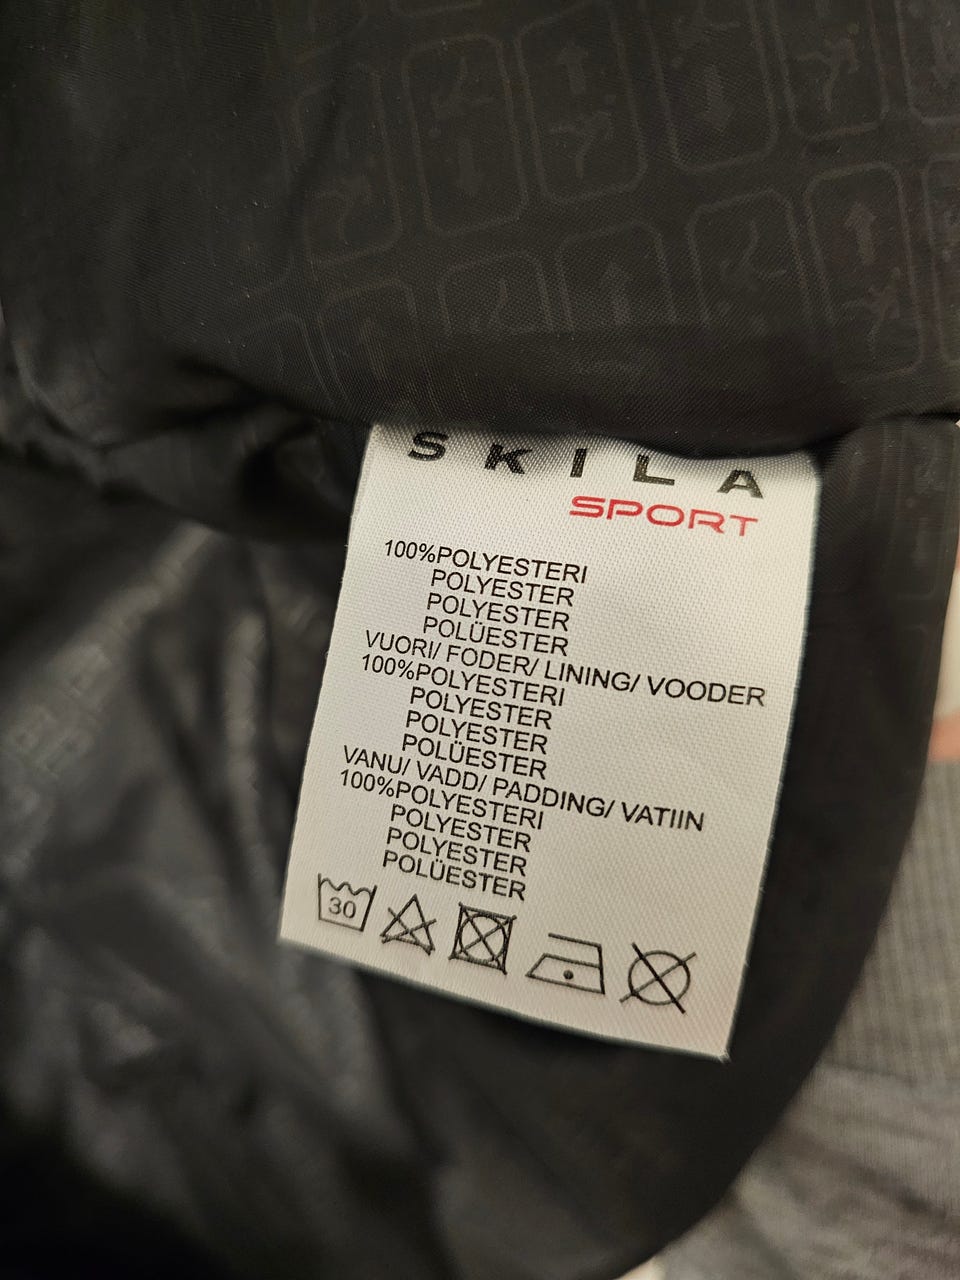 SKILA
SPORT
100%POLYESTERI
POLYESTER
POLYESTER
POLÜESTER
VUORI/ FODER/ LINING/ VOODER
100%POLYESTERI
POLYESTER
POLYESTER
POLÜESTER
VANU/ VADD/ PADDING/ VATIIN
100%POLYESTERI
POLYESTER
POLYESTER
POLÜESTER
30